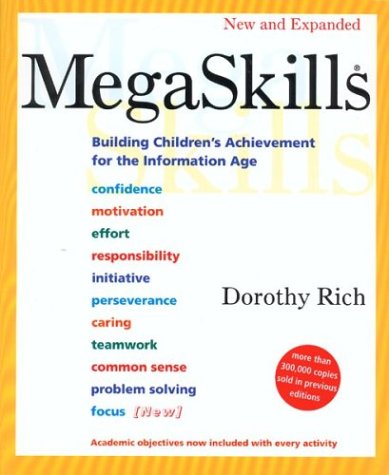 New and Expanded
MegaSkills®
Skills
Building Children's Achievement
for the Information Age
confidence
motivation
effort
responsibility
initiative
perseverance
caring
teamwork
common sense
problem solving
focus [New]
Dorothy Rich
more than
300,000 copies
sold in previous
editions
Academic objectives now included with every activity